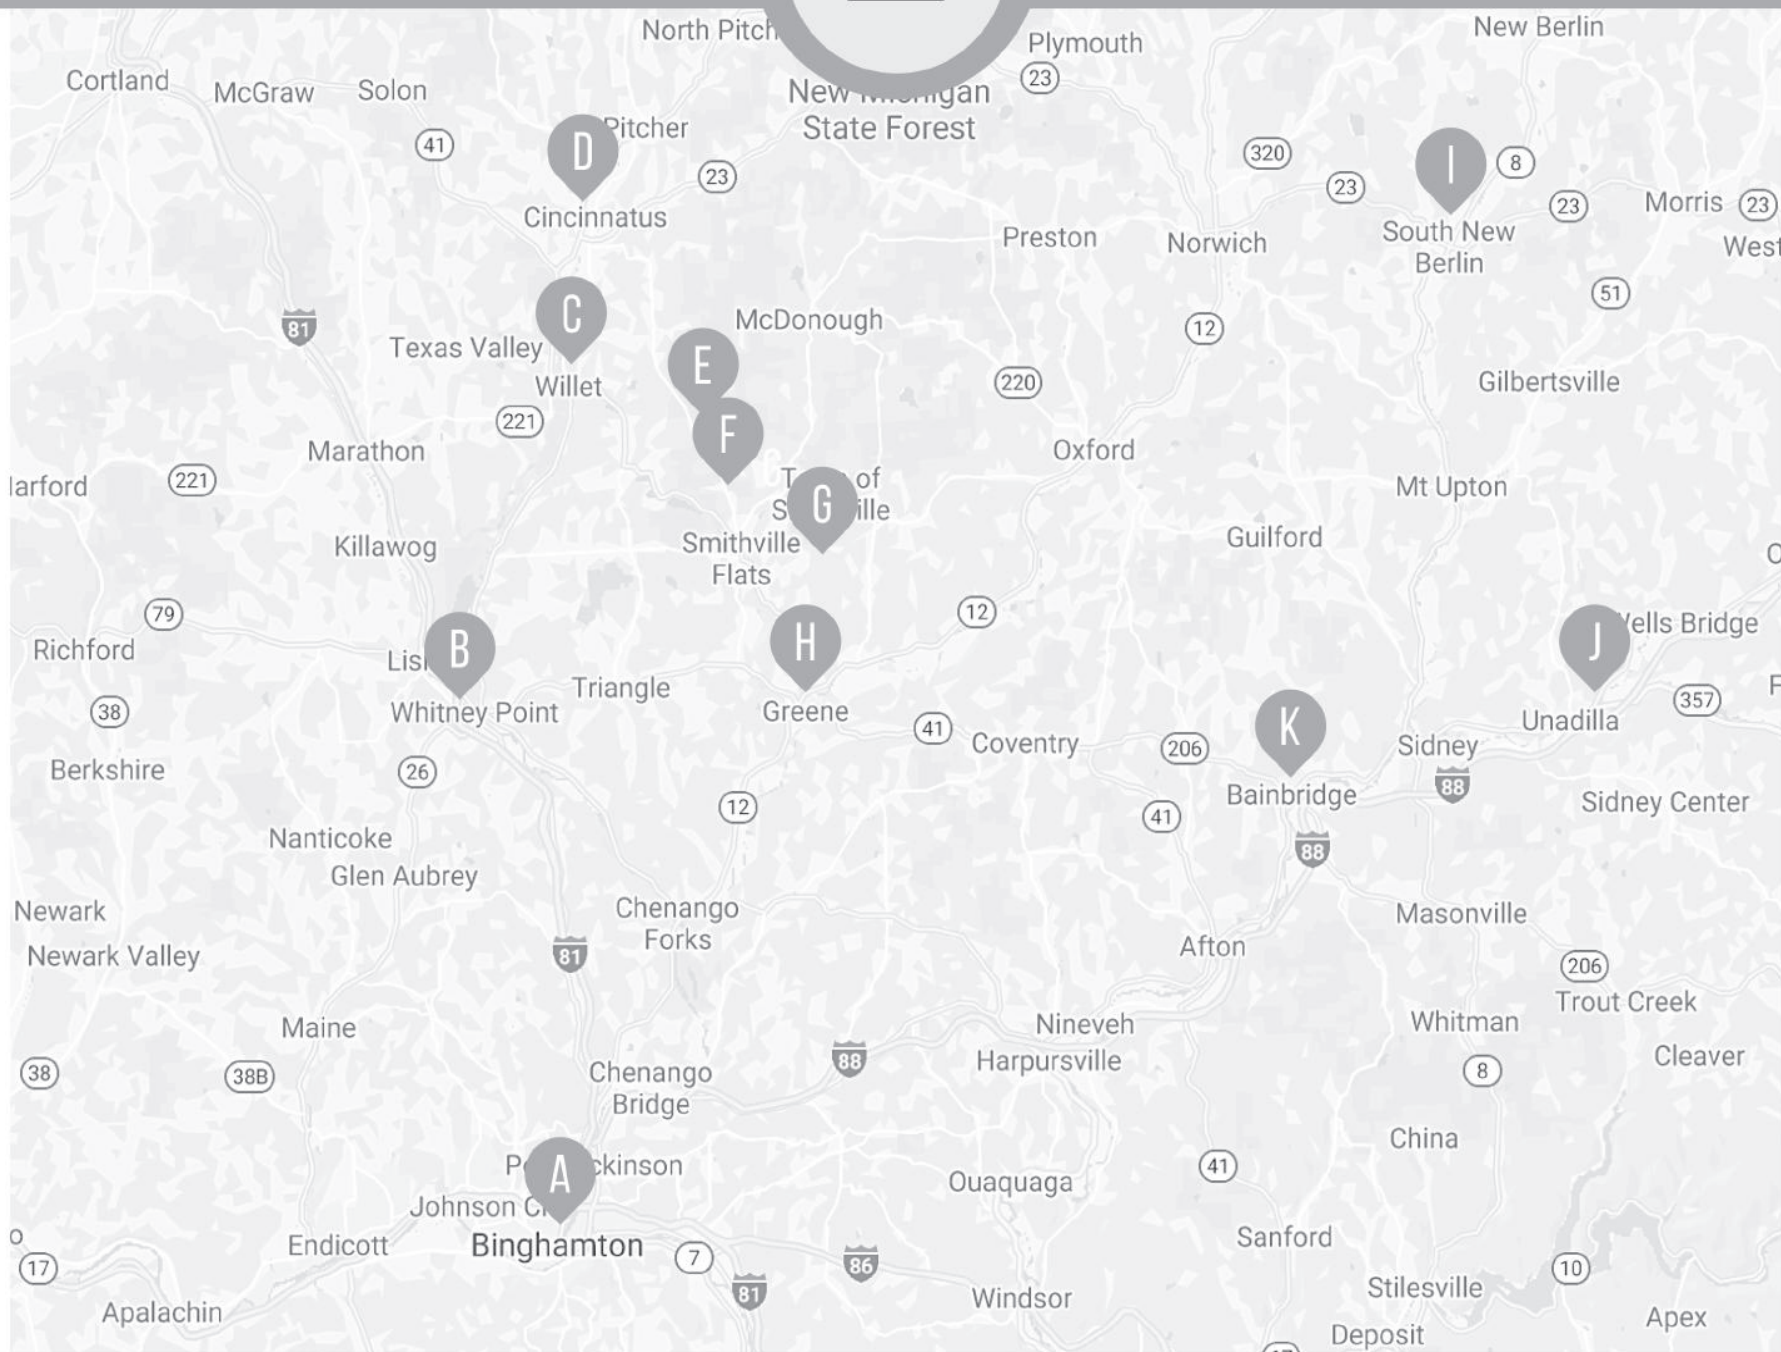 North Pitch
Plymouth
New Berlin
Cortland
McGraw
Solon
23
New Michigan
State Forest
D
Pitcher
41
23
320
I
8
23
23
Morris
23
Cincinnatus
Preston
Norwich
South New
Berlin
West
51
81
C
McDonough
12
Texas Valley
E
Willet
220
Gilbertsville
221
F
Marathon
Oxford
221
of
G
ille
Mt Upton
Killawog
Smithville
Flats
Guilford
79
12
Richford
B
H
J
ells Bridge
38
Whitney Point
Triangle
Greene
41
Coventry
206
K
Sidney
Unadilla
357
Berkshire
26
88
Bainbridge
Sidney Center
12
41
Nanticoke
88
Glen Aubrey
Newark
Chenango
Forks
Masonville
Newark Valley
81
Afton
206
Trout Creek
Maine
Nineveh
Whitman
88
Harpursville
Cleaver
38
38B
Chenango
Bridge
8
China
A
ckinson
41
Ouaquaga
Johnson C
Endicott
Binghamton
7
86
Sanford
17
81
10
Apalachin
Windsor
Stilesville
Apex
Deposit